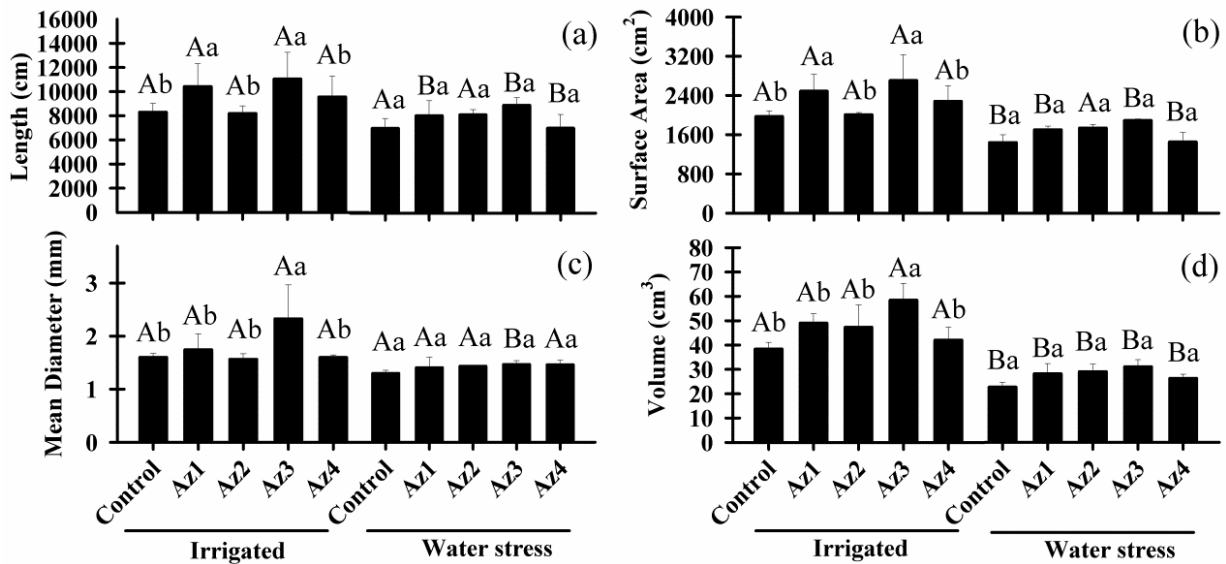 (a)
Length (cm)
16000
14000
12000
10000
8000
6000
4000
2000
0
Ab Aa Ab Aa Ab Aa Ba Aa Ba Ba
(b)
Surface Area (cm²)
4000
3200
2400
1600
800
0
Ab Aa Ab Aa Ab Ba Ba Aa Ba Ba
(c)
Mean Diameter (mm)
3
2
1
0
Ab Ab Ab Aa Ab Aa Aa Aa Ba Aa
Control Az1 Az2 Az3 Az4 Control Az1 Az2 Az3 Az4
Irrigated Water stress
(d)
Volume (cm³)
80
70
60
50
40
30
20
10
0
Ab Ab Ab Aa Ab Ba Ba Ba Ba Ba
Control Az1 Az2 Az3 Az4 Control Az1 Az2 Az3 Az4
Irrigated Water stress